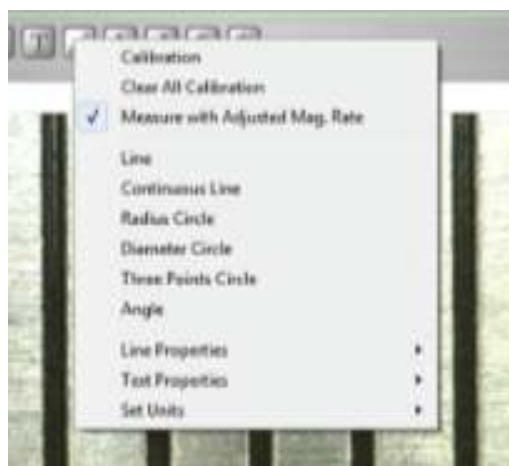 T
Calibration
Clear All Calibration
Measure with Adjusted Mag. Rate
Line
Continuous Line
Radius Circle
Diameter Circle
Three Points Circle
Angle
Line Properties
Text Properties
Set Units